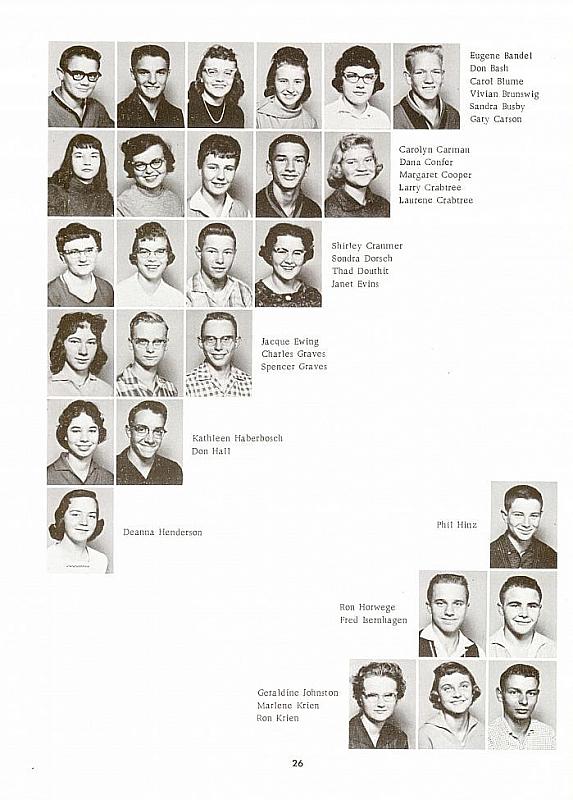 Eugene Bandel
Don Bash
Carol Blume
Vivian Brunswig
Sandra Busby
Gary Carson
Carolyn Carman
Dana Confer
Margaret Cooper
Larry Crabtree
Laurene Crabtree
Shirley Cranmer
Sondra Dorsch
Thad Douthit
Janet Evins
Jacque Ewing
Charles Graves
Spencer Graves
Kathleen Haberbosch
Don Hall
Deanna Henderson
Phil Hinz
Ron Horwege
Fred Isernhagen
Geraldine Johnston
Marlene Krien
Ron Krien
26